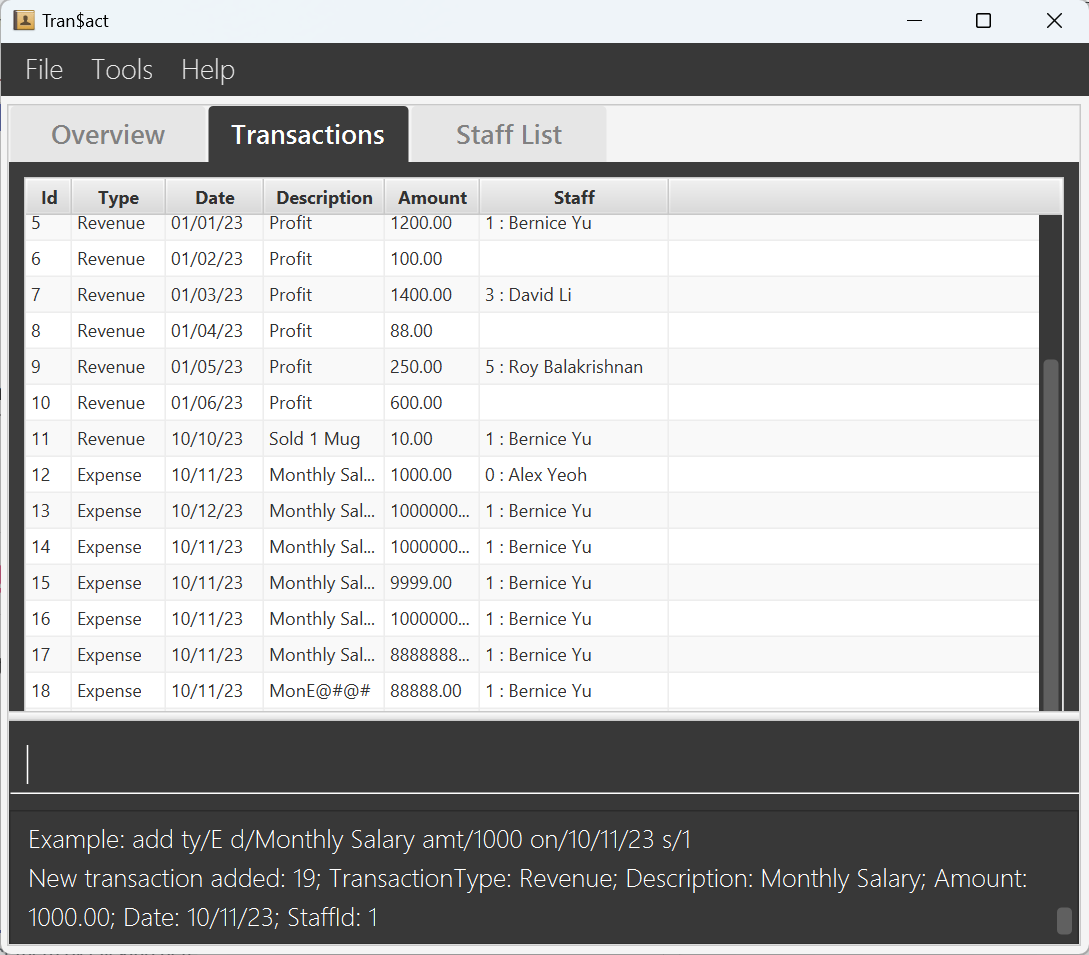 Tran$act
File Tools Help
Overview Transactions Staff List
Id Type Date Description Amount Staff
5 Revenue 01/01/23 Profit 1200.00 1 : Bernice Yu
6 Revenue 01/02/23 Profit 100.00
7 Revenue 01/03/23 Profit 1400.00 3 : David Li
8 Revenue 01/04/23 Profit 88.00
9 Revenue 01/05/23 Profit 250.00 5 : Roy Balakrishnan
10 Revenue 01/06/23 Profit 600.00
11 Revenue 10/10/23 Sold 1 Mug 10.00 1 : Bernice Yu
12 Expense 10/11/23 Monthly Sal... 1000.00 0 : Alex Yeoh
13 Expense 10/12/23 Monthly Sal... 1000000... 1 : Bernice Yu
14 Expense 10/11/23 Monthly Sal... 1000000... 1 : Bernice Yu
15 Expense 10/11/23 Monthly Sal... 9999.00 1 : Bernice Yu
16 Expense 10/11/23 Monthly Sal... 1000000... 1 : Bernice Yu
17 Expense 10/11/23 Monthly Sal... 8888888... 1 : Bernice Yu
18 Expense 10/11/23 MonE@#@# 88888.00 1 : Bernice Yu
Example: add ty/E d/Monthly Salary amt/1000 on/10/11/23 s/1
New transaction added: 19; TransactionType: Revenue; Description: Monthly Salary; Amount:
1000.00; Date: 10/11/23; StaffId: 1